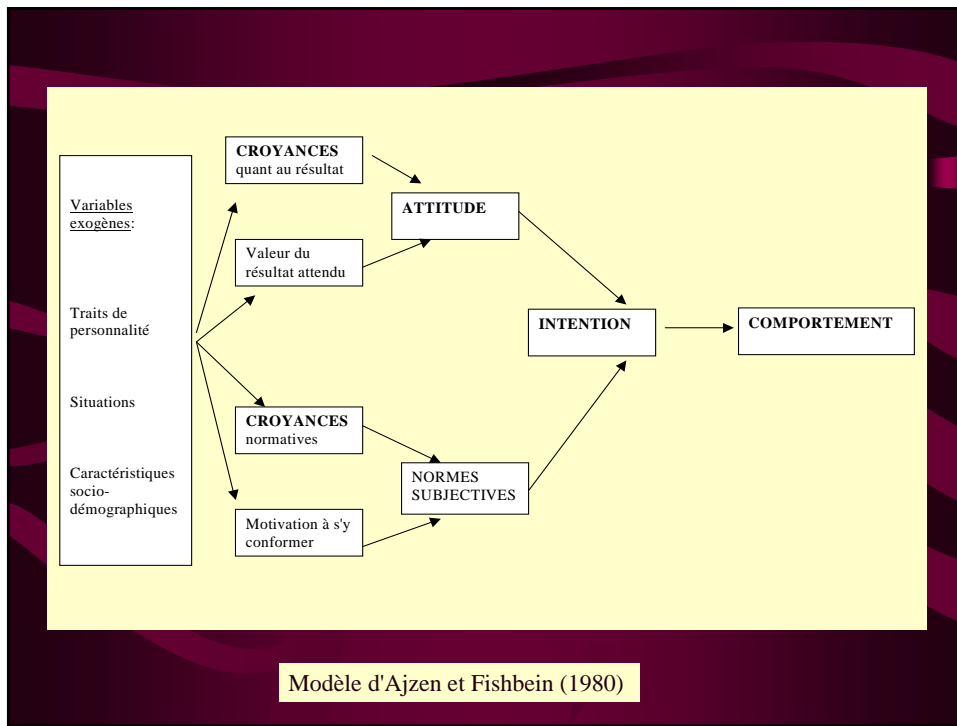 Variables
exogènes:
Traits de
personnalité
Situations
Caractéristiques
socio-
démographiques
CROYANCES
quant au résultat
Valeur du
résultat attendu
CROYANCES
normatives
Motivation à s'y
conformer
ATTITUDE
NORMES
SUBJECTIVES
INTENTION
COMPORTEMENT
Modèle d'Ajzen et Fishbein (1980)